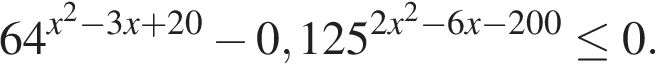 64^{x^2-3x+20} - 0,125^{2x^2-6x-200} ≤ 0.